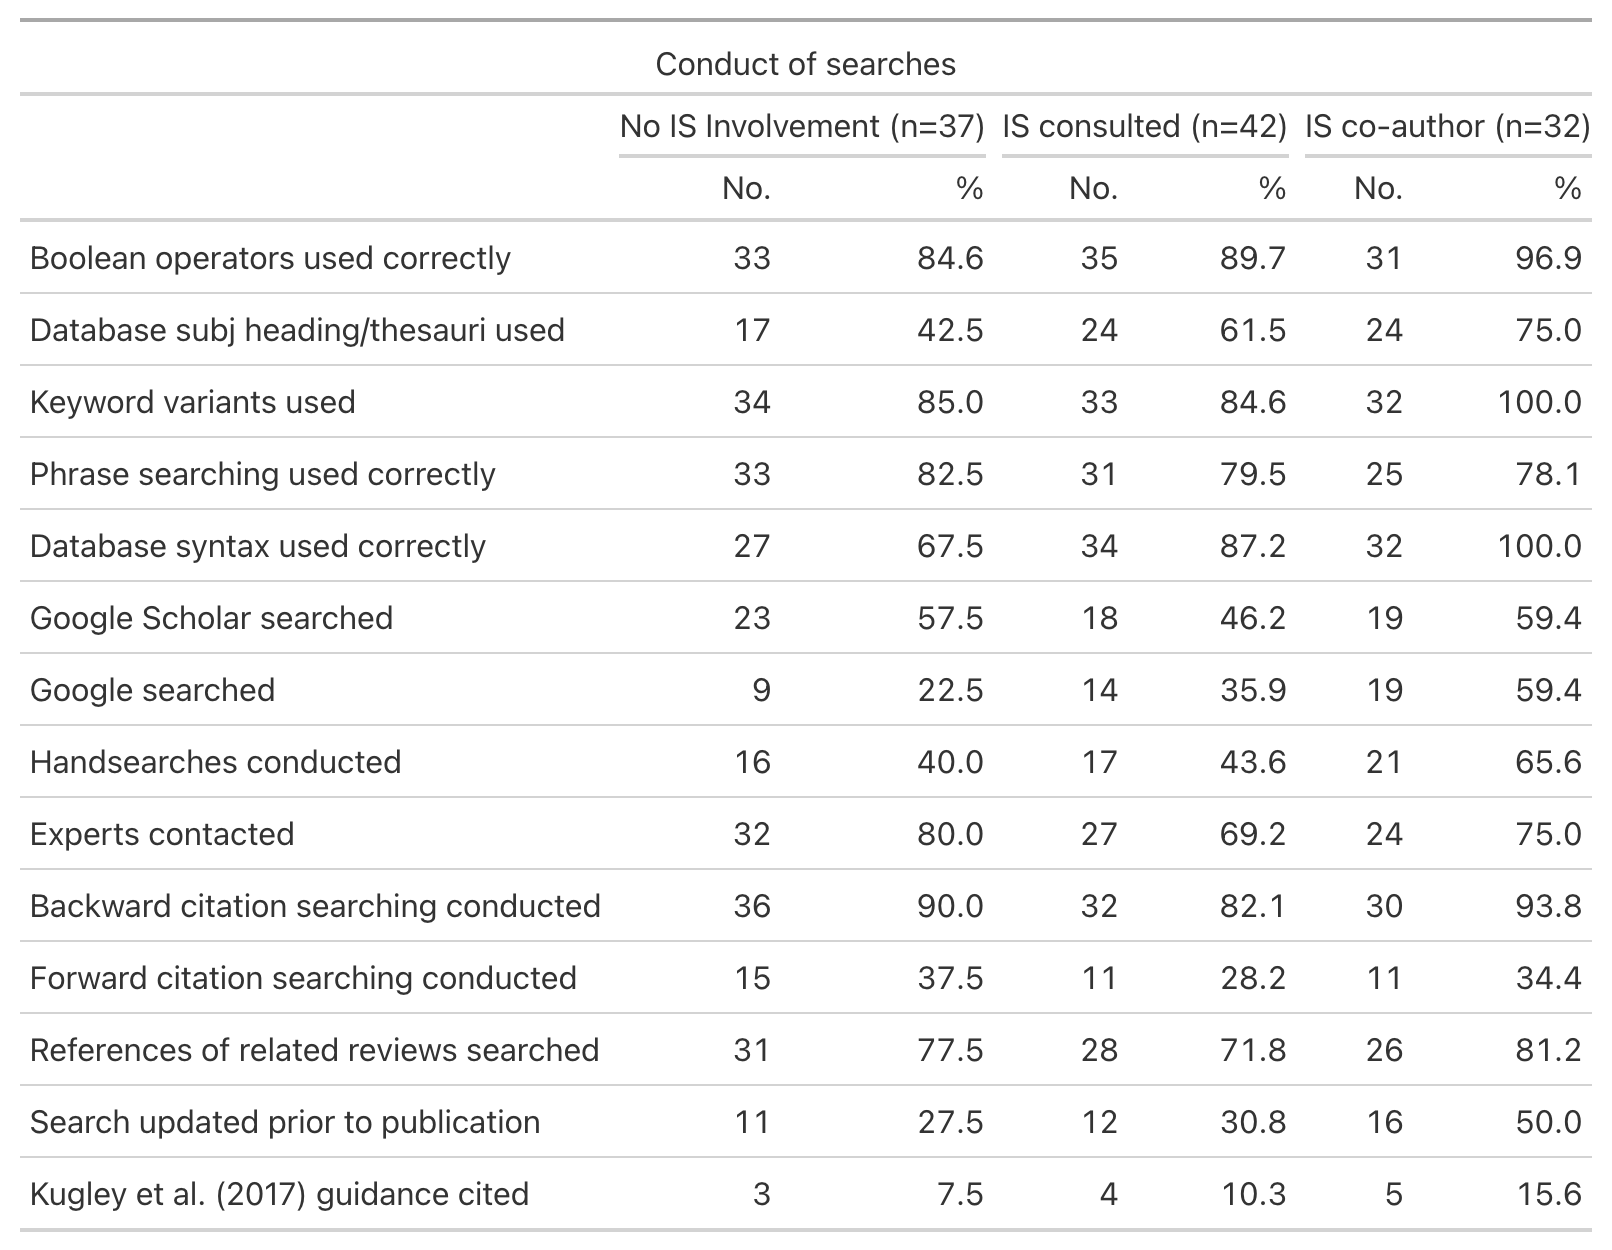 Conduct of searches
No IS Involvement (n=37) IS consulted (n=42) IS co-author (n=32)
No. % No. % No. %
Boolean operators used correctly 33 84.6 35 89.7 31 96.9
Database subj heading/thesauri used 17 42.5 24 61.5 24 75.0
Keyword variants used 34 85.0 33 84.6 32 100.0
Phrase searching used correctly 33 82.5 31 79.5 25 78.1
Database syntax used correctly 27 67.5 34 87.2 32 100.0
Google Scholar searched 23 57.5 18 46.2 19 59.4
Google searched 9 22.5 14 35.9 19 59.4
Handsearches conducted 16 40.0 17 43.6 21 65.6
Experts contacted 32 80.0 27 69.2 24 75.0
Backward citation searching conducted 36 90.0 32 82.1 30 93.8
Forward citation searching conducted 15 37.5 11 28.2 11 34.4
References of related reviews searched 31 77.5 28 71.8 26 81.2
Search updated prior to publication 11 27.5 12 30.8 16 50.0
Kugley et al. (2017) guidance cited 3 7.5 4 10.3 5 15.6